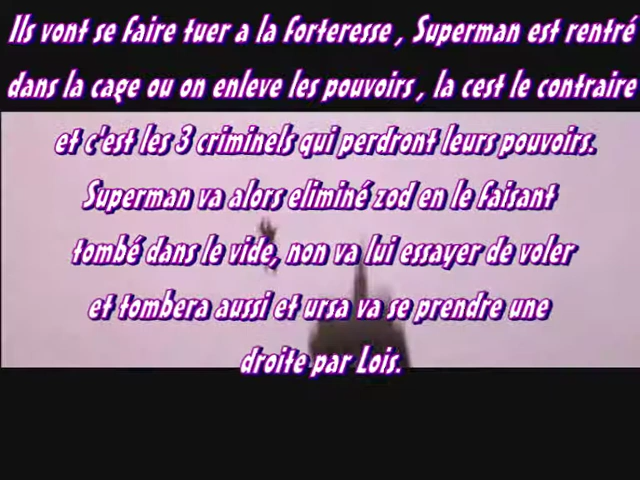 Ils vont se faire tuer a la forteresse , Superman est rentré
dans la cage ou on enleve les pouvoirs , la cest le contraire
et c'est les 3 criminels qui perdront leurs pouvoirs.
Superman va alors eliminé zod en le faisant
tombé dans le vide, non va lui essayer de voler
et tombera aussi et ursa va se prendre une
droite par Lois.